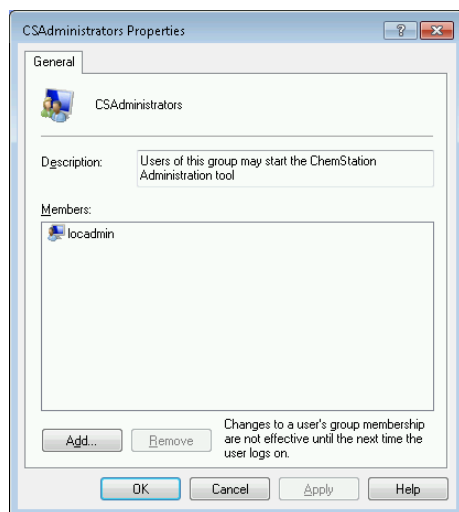 CSAdministrators Properties
General
CSAdministrators
Description:
Users of this group may start the ChemStation
Administration tool
Members:
locadmin
Add...
Remove
Changes to a user's group membership
are not effective until the next time the
user logs on.
OK
Cancel
Apply
Help